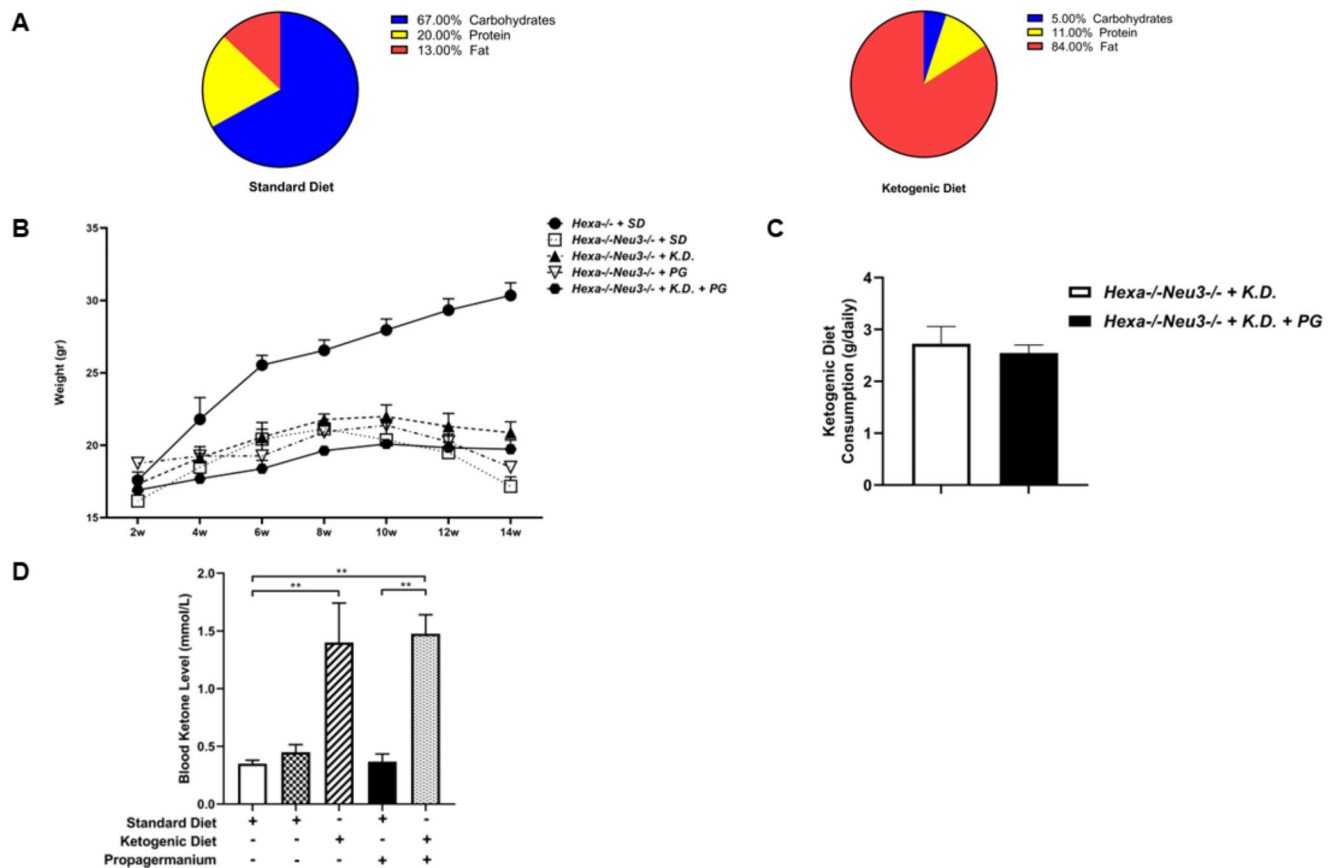 A
67.00% Carbohydrates
20.00% Protein
13.00% Fat
Standard Diet
5.00% Carbohydrates
11.00% Protein
84.00% Fat
Ketogenic Diet
B
Weight (gr)
35
30
25
20
15
2w 4w 6w 8w 10w 12w 14w
Hexa-/- + SD
Hexa-/-Neu3-/- + SD
Hexa-/-Neu3-/- + K.D.
Hexa-/-Neu3-/- + PG
Hexa-/-Neu3-/- + K.D. + PG
C
Ketogenic Diet
Consumption (g/daily)
4
3
2
1
0
Hexa-/-Neu3-/- + K.D.
Hexa-/-Neu3-/- + K.D. + PG
D
Blood Ketone Level (mmol/L)
2.0
1.5
1.0
0.5
0.0
**
**
**
Standard Diet + + - + -
Ketogenic Diet - - + - +
Propagermanium - - - + +